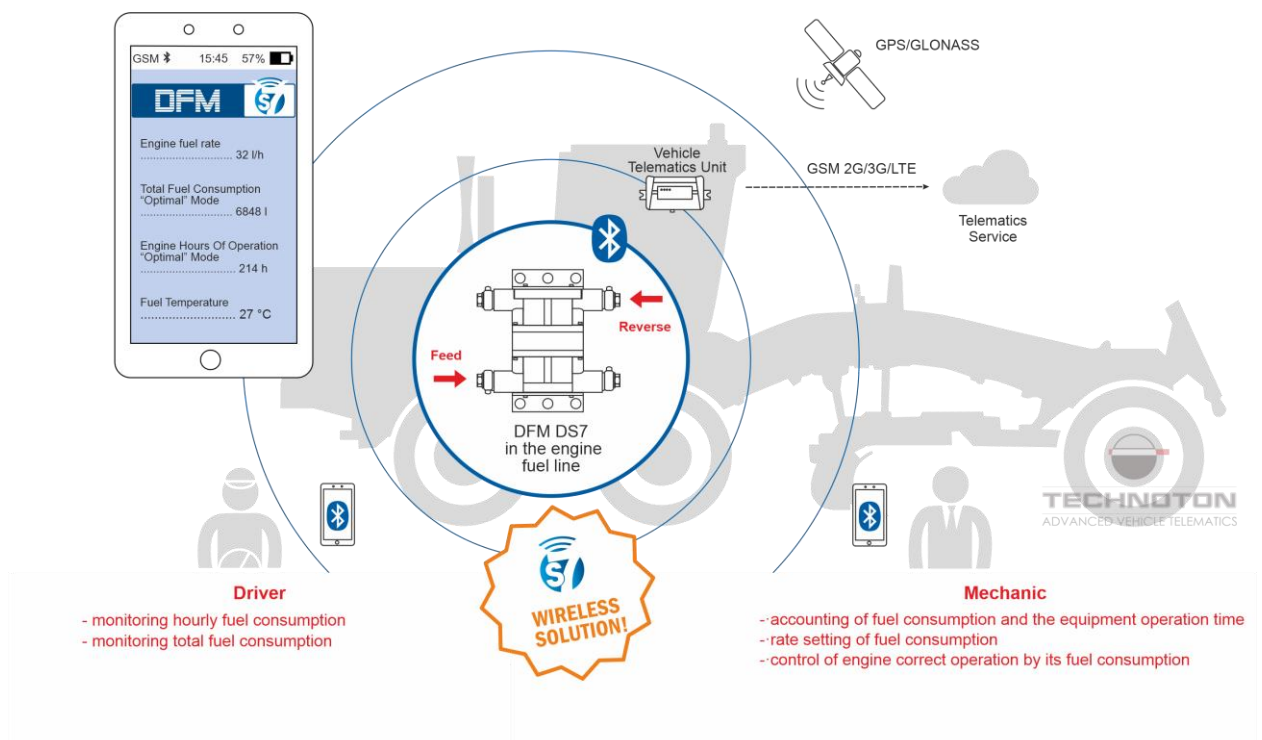 GSM 15:45 57%
DFM S7
Engine fuel rate
............................ 32 l/h
Total Fuel Consumption
“Optimal” Mode
............................ 6848 l
Engine Hours Of Operation
“Optimal” Mode
............................ 214 h
Fuel Temperature
............................ 27 °C
GPS/GLONASS
Vehicle
Telematics Unit
GSM 2G/3G/LTE
Telematics
Service
Reverse
Feed
DFM DS7
in the engine
fuel line
TECHNOTON
ADVANCED VEHICLE TELEMATICS
S7
WIRELESS
SOLUTION!
Driver
- monitoring hourly fuel consumption
- monitoring total fuel consumption
Mechanic
-·accounting of fuel consumption and the equipment operation time
-·rate setting of fuel consumption
-·control of engine correct operation by its fuel consumption